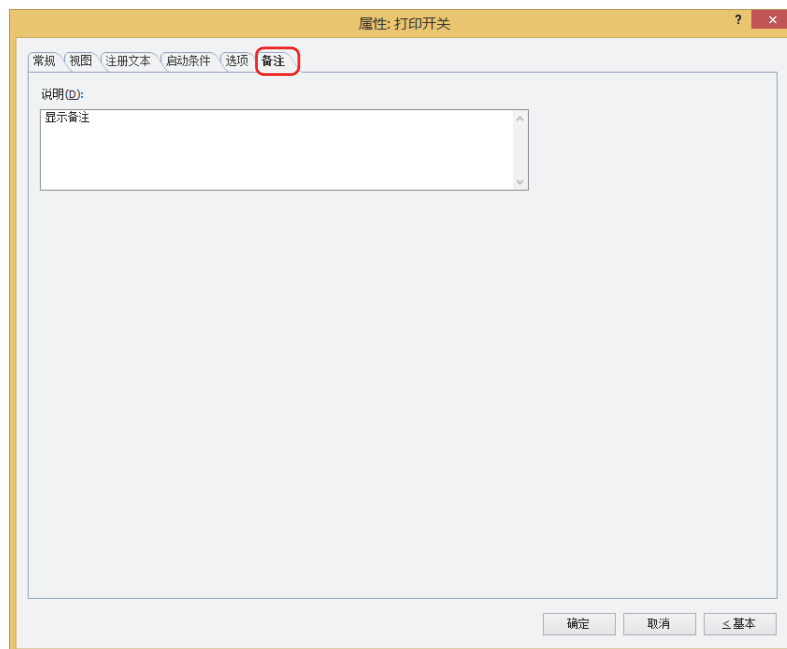 属性: 打印开关
? ×
常规 视图 注册文本 启动条件 选项 备注
说明(D):
显示备注
确定 取消 <基本